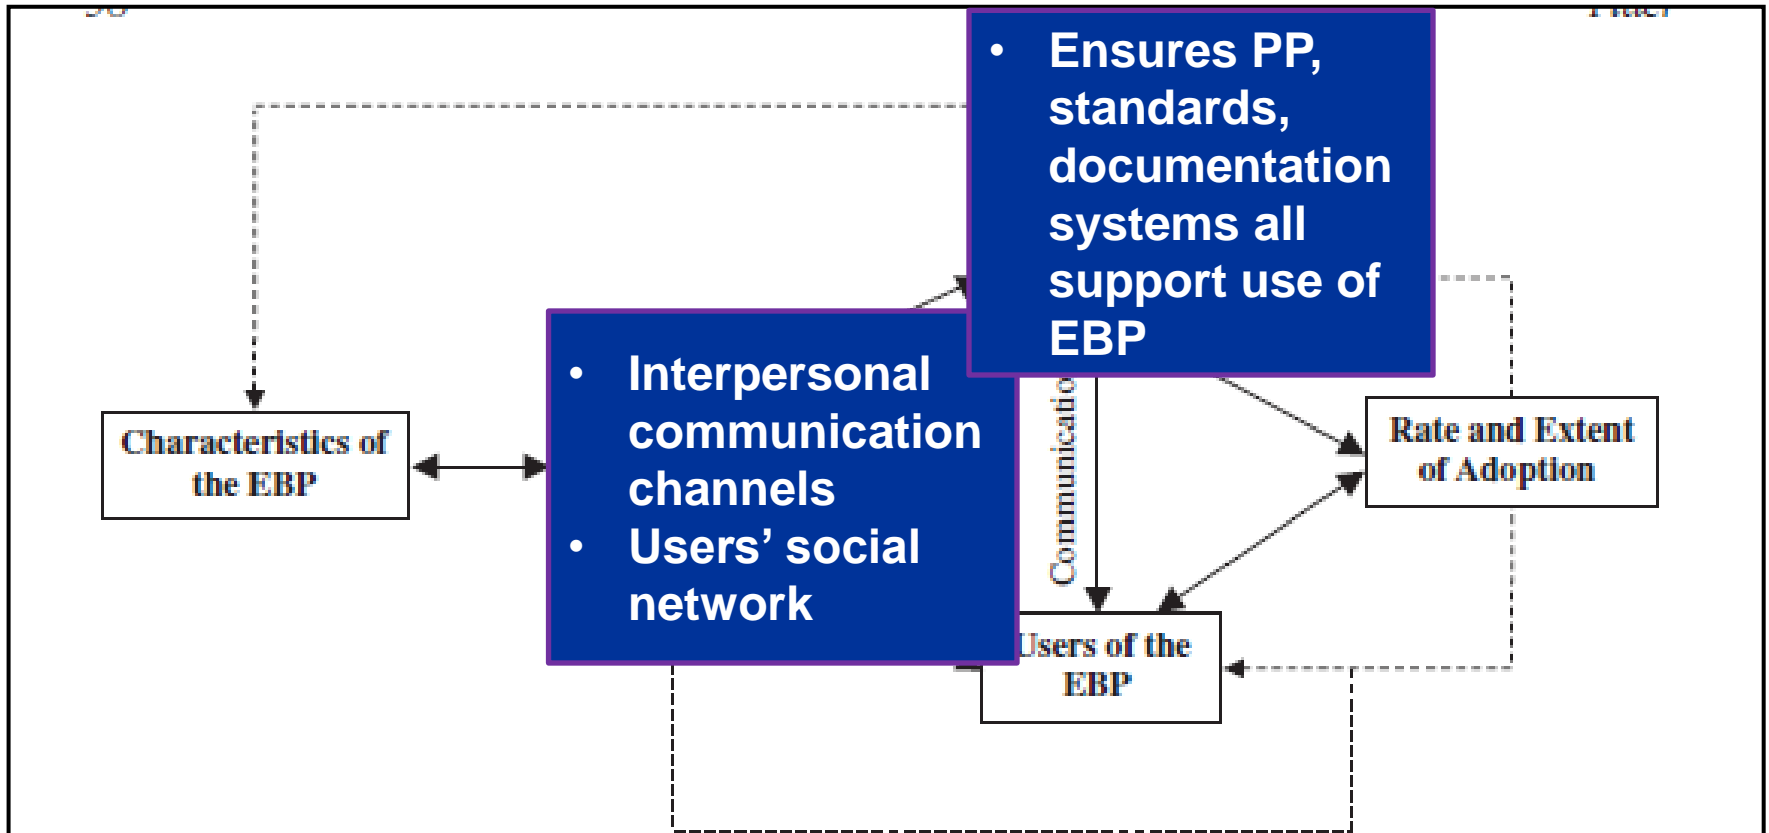 • Ensures PP,
standards,
documentation
systems all
support use of
EBP
• Interpersonal
communication
channels
• Users’ social
network
Characteristics of
the EBP
Communicatio
Rate and Extent
of Adoption
Users of the
EBP